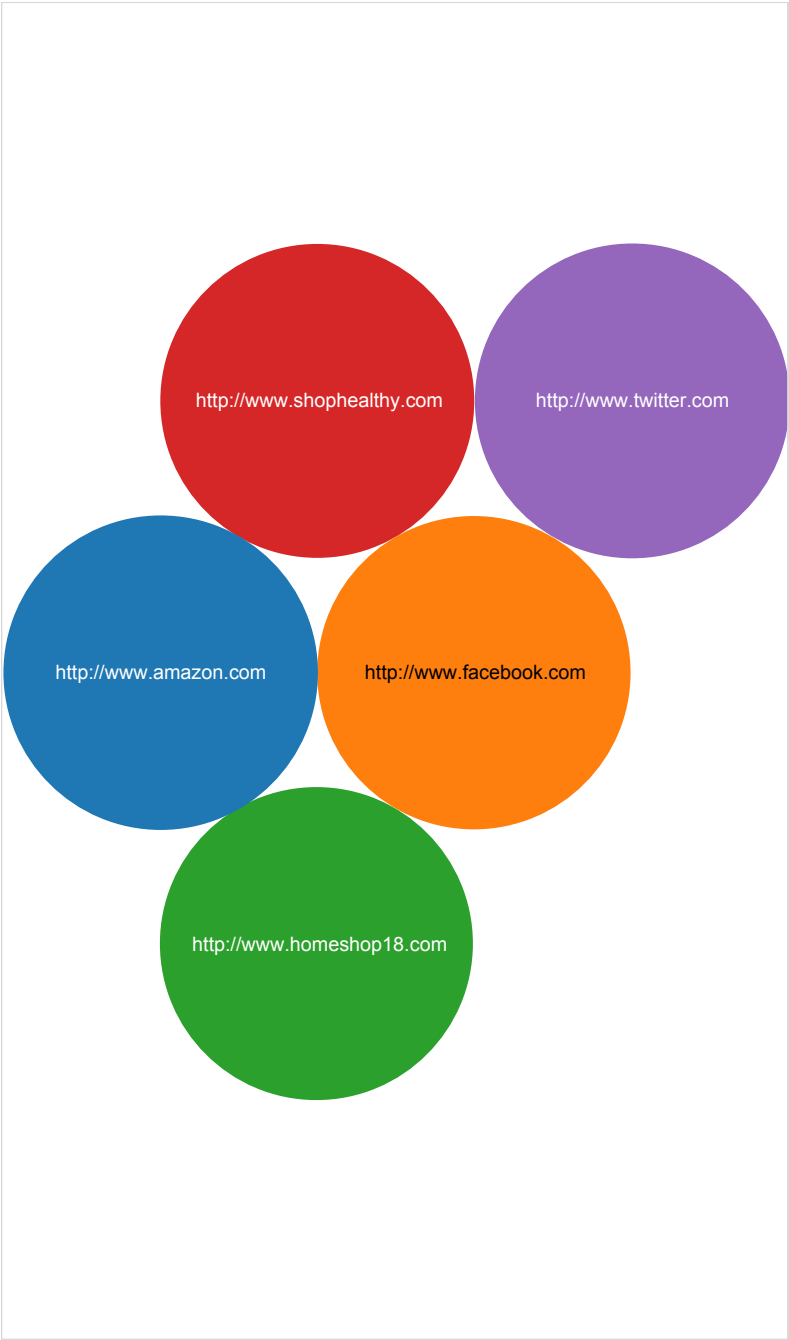 http://www.shophealthy.com
http://www.twitter.com
http://www.amazon.com
http://www.facebook.com
http://www.homeshop18.com